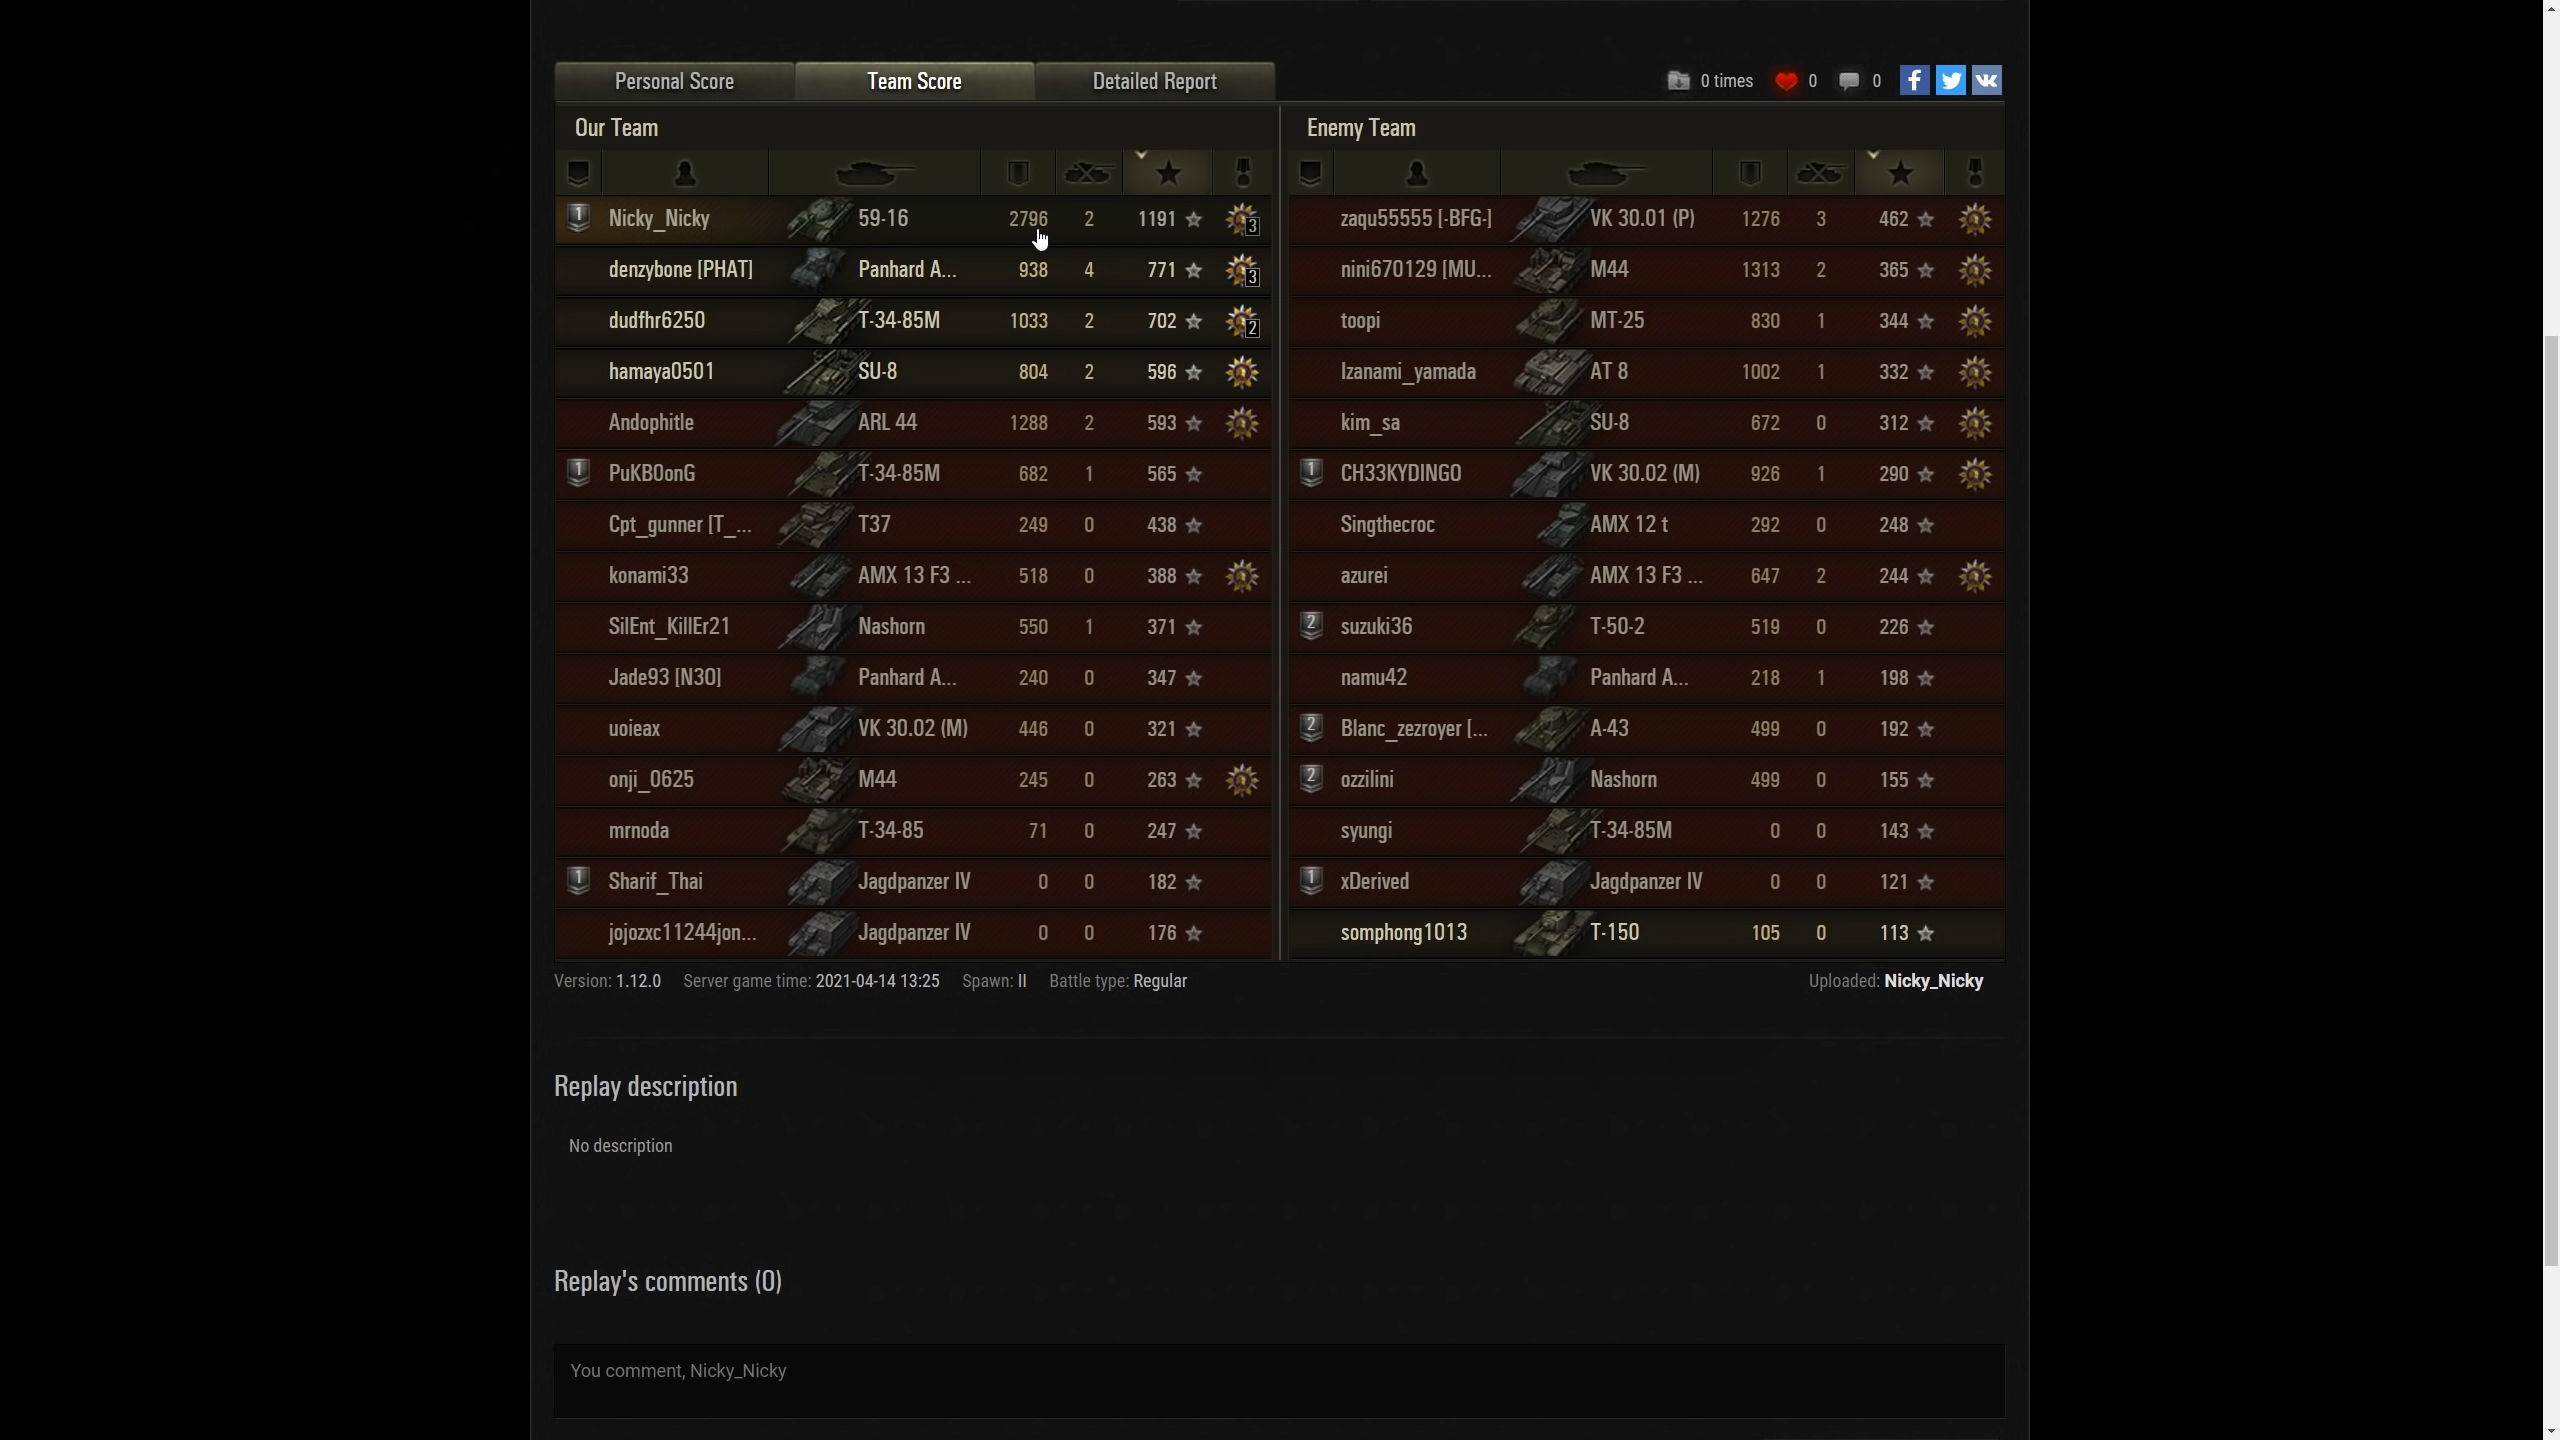 Personal Score Team Score Detailed Report 0 times 0 0
Our Team Enemy Team
1 Nicky_Nicky 59-16 2796 2 1191 3 zaqu55555 [-BFG-] VK 30.01 (P) 1276 3 462
denzybone [PHAT] Panhard A... 938 4 771 3 nini670129 [MU... M44 1313 2 365
dudfhr6250 T-34-85M 1033 2 702 2 toopi MT-25 830 1 344
hamaya0501 SU-8 804 2 596 Izanami_yamada AT 8 1002 1 332
Andophitle ARL 44 1288 2 593 kim_sa SU-8 672 0 312
1 PuKBOonG T-34-85M 682 1 565 1 CH33KYDINGO VK 30.02 (M) 926 1 290
Cpt_gunner [T_... T37 249 0 438 Singthecroc AMX 12 t 292 0 248
konami33 AMX 13 F3 ... 518 0 388 azurei AMX 13 F3 ... 647 2 244
SilEnt_KillEr21 Nashorn 550 1 371 2 suzuki36 T-50-2 519 0 226
Jade93 [N3O] Panhard A... 240 0 347 namu42 Panhard A... 218 1 198
uoieax VK 30.02 (M) 446 0 321 2 Blanc_zezroyer [... A-43 499 0 192
onji_0625 M44 245 0 263 2 ozzilini Nashorn 499 0 155
mrnoda T-34-85 71 0 247 syungi T-34-85M 0 0 143
1 Sharif_Thai Jagdpanzer IV 0 0 182 1 xDerived Jagdpanzer IV 0 0 121
jojozxc11244jon... Jagdpanzer IV 0 0 176 somphong1013 T-150 105 0 113
Version: 1.12.0 Server game time: 2021-04-14 13:25 Spawn: II Battle type: Regular Uploaded: Nicky_Nicky
Replay description
No description
Replay's comments (0)
You comment, Nicky_Nicky